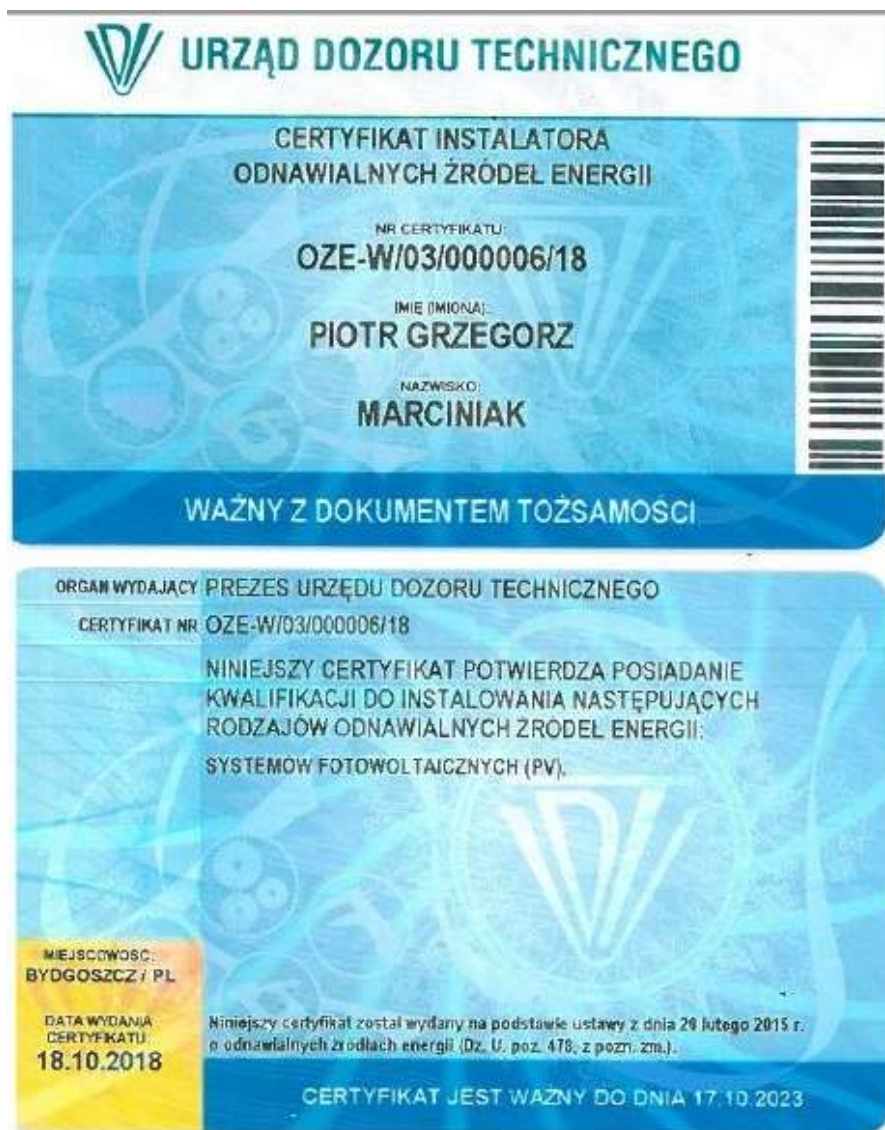 URZĄD DOZORU TECHNICZNEGO
CERTYFIKAT INSTALATORA
ODNAWIALNYCH ŹRÓDEŁ ENERGII
NR CERTYFIKATU:
OZE-W/03/000006/18
IMIĘ (IMIONA):
PIOTR GRZEGORZ
NAZWISKO:
MARCINIAK
WAŻNY Z DOKUMENTEM TOŻSAMOŚCI
ORGAN WYDAJĄCY PREZES URZĘDU DOZORU TECHNICZNEGO
CERTYFIKAT NR OZE-W/03/000006/18
NINIEJSZY CERTYFIKAT POTWIERDZA POSIADANIE
KWALIFIKACJI DO INSTALOWANIA NASTĘPUJĄCYCH
RODZAJÓW ODNAWIALNYCH ŹRÓDEŁ ENERGII:
SYSTEMÓW FOTOWOLTAICZNYCH (PV).
MIEJSCOWOŚĆ:
BYDGOSZCZ / PL
DATA WYDANIA
CERTYFIKATU
18.10.2018
Niniejszy certyfikat został wydany na podstawie ustawy z dnia 20 lutego 2015 r.
o odnawialnych źródłach energii (Dz. U. poz. 478, z pozn. zm.).
CERTYFIKAT JEST WAŻNY DO DNIA 17.10.2023